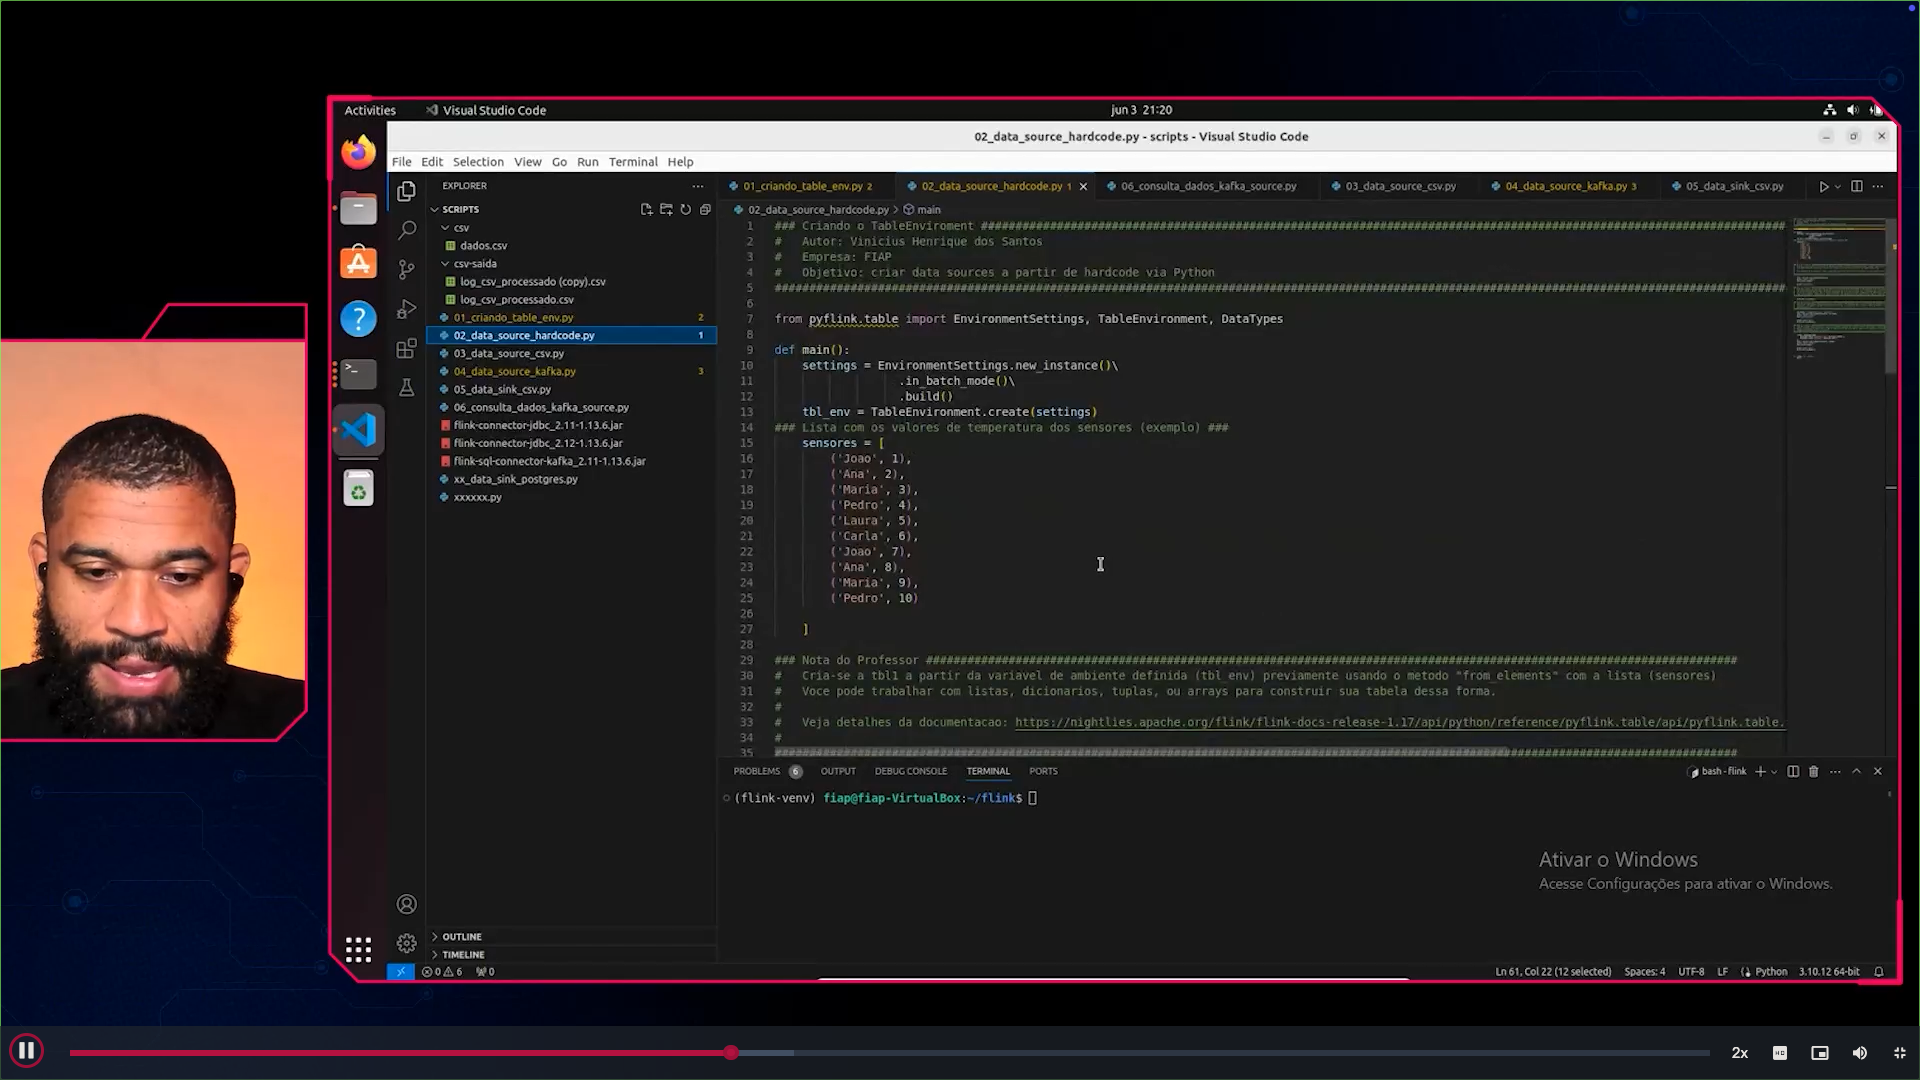 Activities
Visual Studio Code
jun 3 21:20
02_data_source_hardcode.py - scripts - Visual Studio Code
File Edit Selection View Go Run Terminal Help
EXPLORER
SCRIPTS
csv
dados.csv
csv-saida
log_csv_processado (copy).csv
log_csv_processado.csv
01_criando_table_env.py 2
02_data_source_hardcode.py 1
03_data_source_csv.py
04_data_source_kafka.py 3
05_data_sink_csv.py
06_consulta_dados_kafka_source.py
flink-connector-jdbc_2.11-1.13.6.jar
flink-connector-jdbc_2.12-1.13.6.jar
flink-sql-connector-kafka_2.11-1.13.6.jar
xx_data_sink_postgres.py
xxxxxx.py
OUTLINE
TIMELINE
01_criando_table_env.py 2
02_data_source_hardcode.py 1
06_consulta_dados_kafka_source.py
03_data_source_csv.py
04_data_source_kafka.py 3
05_data_sink_csv.py
02_data_source_hardcode.py > main
1 ### Criando o TableEnviroment
2 # Autor: Vinicius Henrique dos Santos
3 # Empresa: FIAP
4 # Objetivo: criar data sources a partir de hardcode via Python
5
6
7 from pyflink.table import EnvironmentSettings, TableEnvironment, DataTypes
8
9 def main():
10 settings = EnvironmentSettings.new_instance()\
11 .in_batch_mode()\
12 .build()
13 tbl_env = TableEnvironment.create(settings)
14 ### Lista com os valores de temperatura dos sensores (exemplo) ###
15 sensores = [
16 ('Joao', 1),
17 ('Ana', 2),
18 ('Maria', 3),
19 ('Pedro', 4),
20 ('Laura', 5),
21 ('Carla', 6),
22 ('Joao', 7),
23 ('Ana', 8),
24 ('Maria', 9),
25 ('Pedro', 10)
26
27 ]
28
29 ### Nota do Professor
30 # Cria-se a tbl1 a partir da variavel de ambiente definida (tbl_env) previamente usando o metodo "from_elements" com a lista (sensores)
31 # Voce pode trabalhar com listas, dicionarios, tuplas, ou arrays para construir sua tabela dessa forma.
32 #
33 # Veja detalhes da documentacao: https://nightlies.apache.org/flink/flink-docs-release-1.17/api/python/reference/pyflink.table/api/pyflink.table.
34 #
35
PROBLEMS 6 OUTPUT DEBUG CONSOLE TERMINAL PORTS
bash - flink
(flink-venv) fiap@fiap-VirtualBox:~/flink$
Ativar o Windows
Acesse Configurações para ativar o Windows.
0 6 0
Ln 61, Col 22 (12 selected) Spaces: 4 UTF-8 LF Python 3.10.12 64-bit
2x
HD